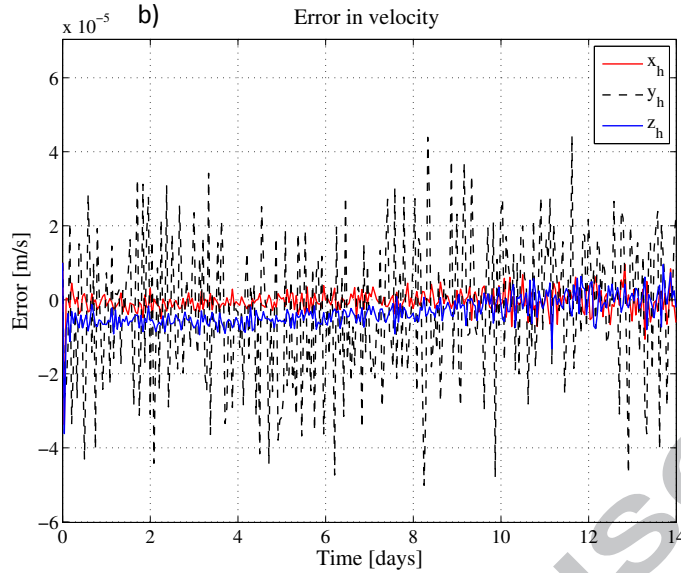 b)
x 10⁻⁵
Error in velocity
6
4
2
0
−2
−4
−6
Error [m/s]
0 2 4 6 8 10 12 14
Time [days]
x_h
y_h
z_h